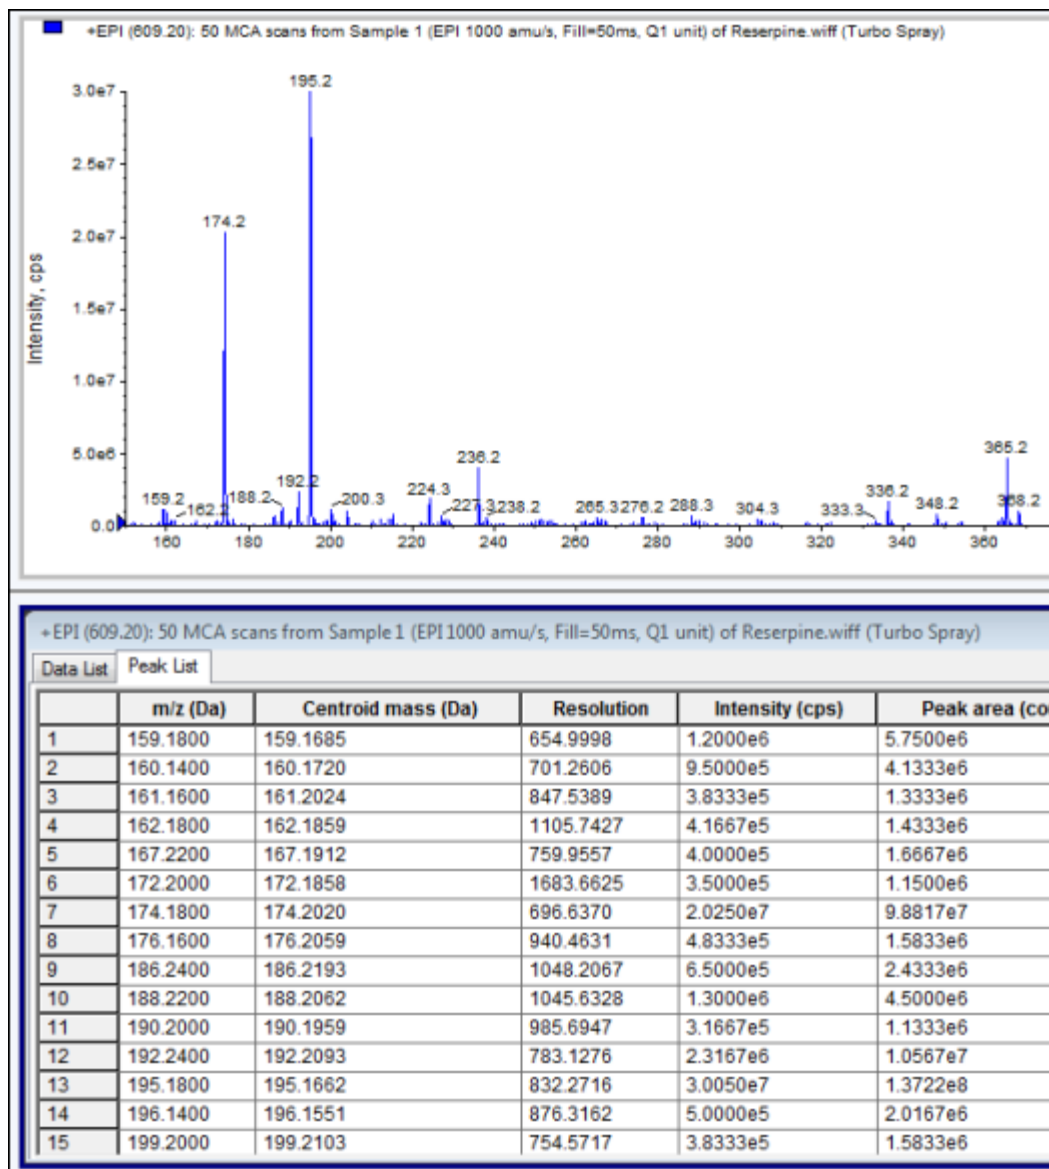 +EPI (609.20): 50 MCA scans from Sample 1 (EPI 1000 amu/s, Fill=50ms, Q1 unit) of Reserpine.wiff (Turbo Spray)
195.2
3.0e7
2.5e7
174.2
2.0e7
Intensity, cps
1.5e7
1.0e7
5.0e6
236.2
365.2
159.2
162.2
188.2
192.2
200.3
224.3
227.3
238.2
265.3
276.2
288.3
304.3
333.3
336.2
348.2
368.2
0.0
160 180 200 220 240 260 280 300 320 340 360
+EPI (609.20): 50 MCA scans from Sample 1 (EPI 1000 amu/s, Fill=50ms, Q1 unit) of Reserpine.wiff (Turbo Spray)
Data List Peak List
m/z (Da) Centroid mass (Da) Resolution Intensity (cps) Peak area (cou
1 159.1800 159.1685 654.9998 1.2000e6 5.7500e6
2 160.1400 160.1720 701.2606 9.5000e5 4.1333e6
3 161.1600 161.2024 847.5389 3.8333e5 1.3333e6
4 162.1800 162.1859 1105.7427 4.1667e5 1.4333e6
5 167.2200 167.1912 759.9557 4.0000e5 1.6667e6
6 172.2000 172.1858 1683.6625 3.5000e5 1.1500e6
7 174.1800 174.2020 696.6370 2.0250e7 9.8817e7
8 176.1600 176.2059 940.4631 4.8333e5 1.5833e6
9 186.2400 186.2193 1048.2067 6.5000e5 2.4333e6
10 188.2200 188.2062 1045.6328 1.3000e6 4.5000e6
11 190.2000 190.1959 985.6947 3.1667e5 1.1333e6
12 192.2400 192.2093 783.1276 2.3167e6 1.0567e7
13 195.1800 195.1662 832.2716 3.0050e7 1.3722e8
14 196.1400 196.1551 876.3162 5.0000e5 2.0167e6
15 199.2000 199.2103 754.5717 3.8333e5 1.5833e6